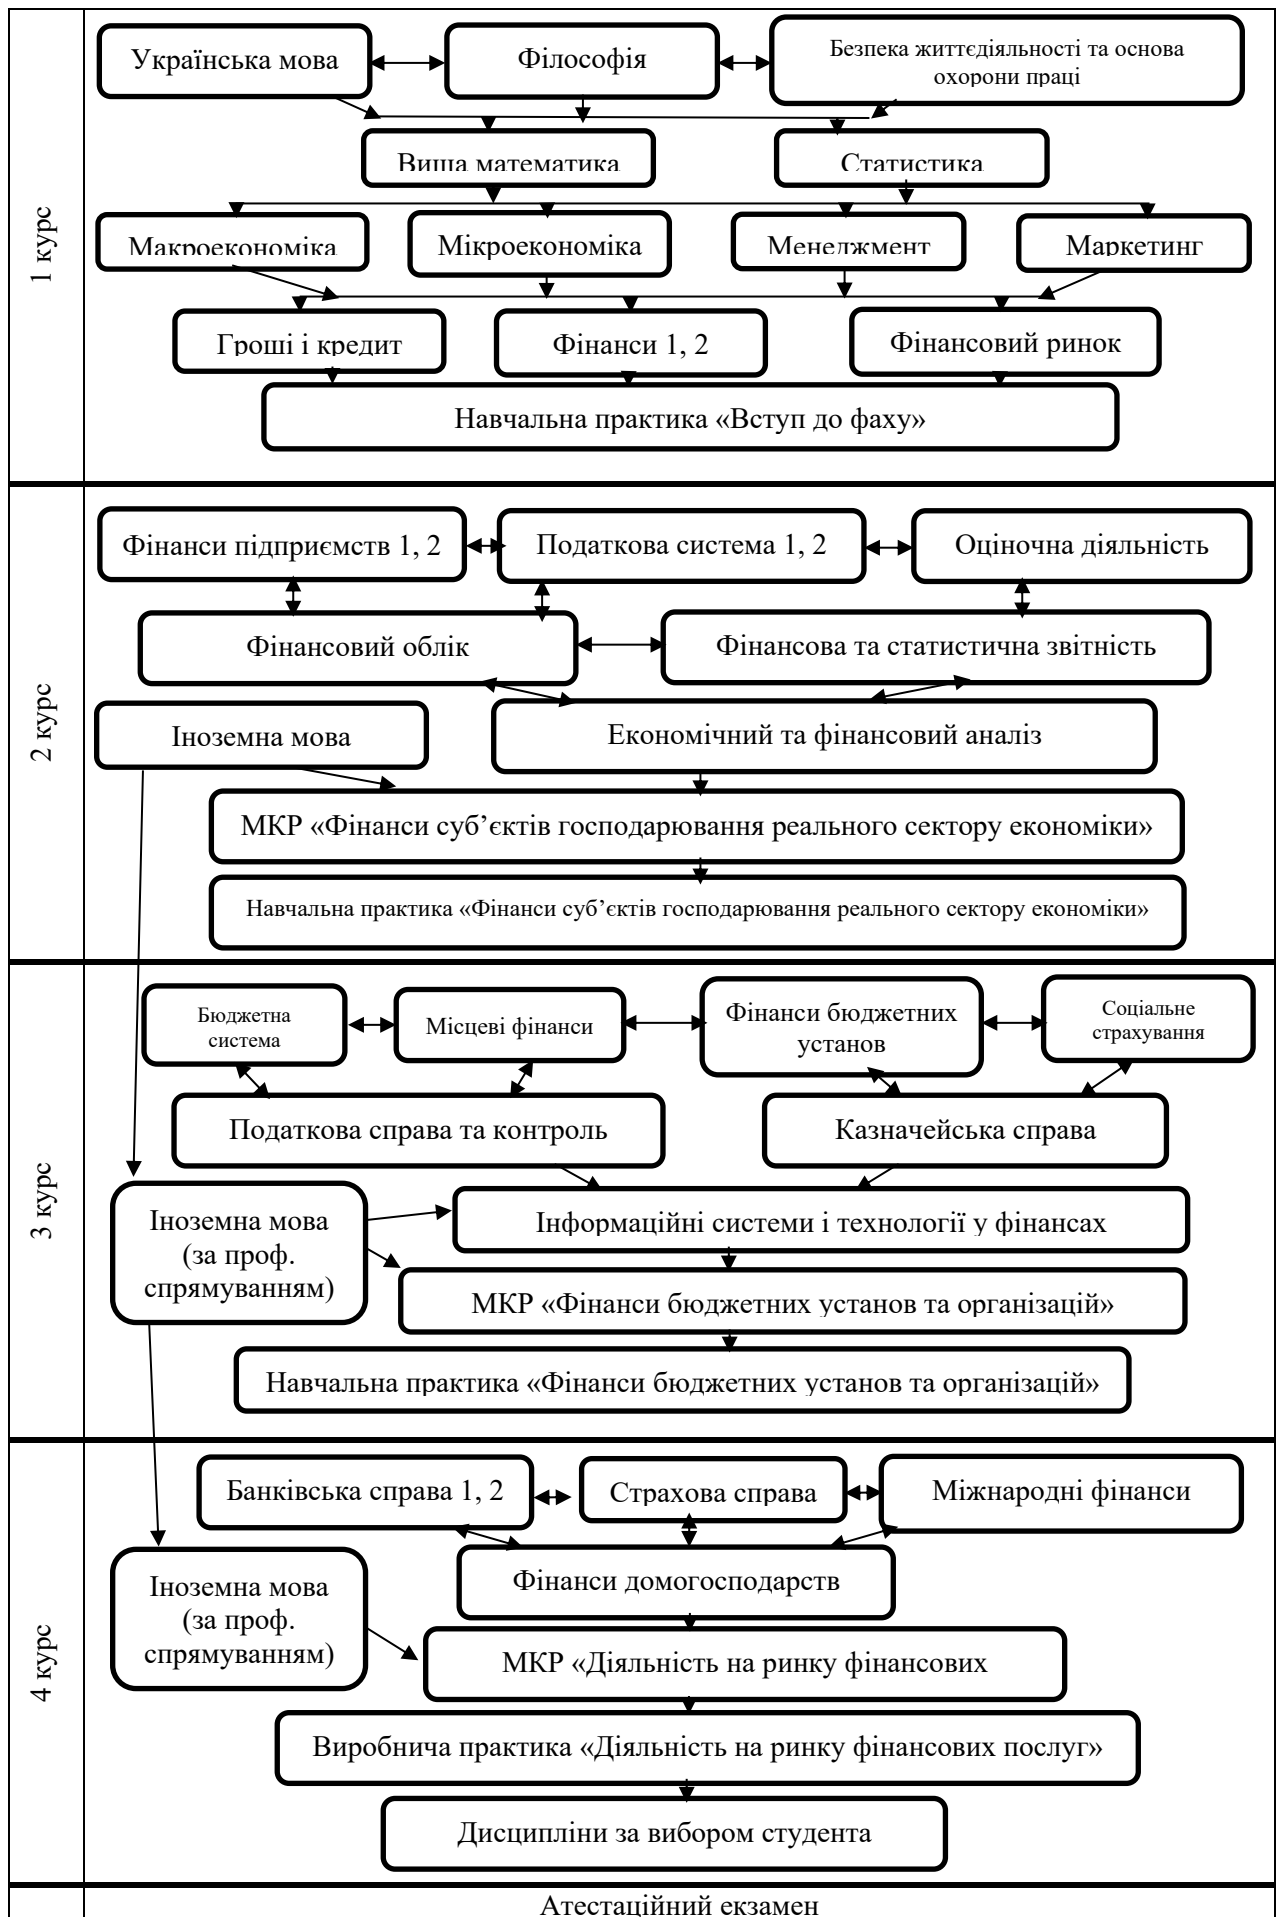 1 курс
Українська мова
Філософія
Безпека життєдіяльності та основа
охорони праці
Вища математика
Статистика
Макроекономіка
Мікроекономіка
Менеджмент
Маркетинг
Гроші і кредит
Фінанси 1, 2
Фінансовий ринок
Навчальна практика «Вступ до фаху»
2 курс
Фінанси підприємств 1, 2
Податкова система 1, 2
Оціночна діяльність
Фінансовий облік
Фінансова та статистична звітність
Іноземна мова
Економічний та фінансовий аналіз
МКР «Фінанси суб’єктів господарювання реального сектору економіки»
Навчальна практика «Фінанси суб’єктів господарювання реального сектору економіки»
3 курс
Бюджетна
система
Місцеві фінанси
Фінанси бюджетних
установ
Соціальне
страхування
Податкова справа та контроль
Казначейська справа
Іноземна мова
(за проф.
спрямуванням)
Інформаційні системи і технології у фінансах
МКР «Фінанси бюджетних установ та організацій»
Навчальна практика «Фінанси бюджетних установ та організацій»
4 курс
Банківська справа 1, 2
Страхова справа
Міжнародні фінанси
Іноземна мова
(за проф.
спрямуванням)
Фінанси домогосподарств
МКР «Діяльність на ринку фінансових
Виробнича практика «Діяльність на ринку фінансових послуг»
Дисципліни за вибором студента
Атестаційний екзамен